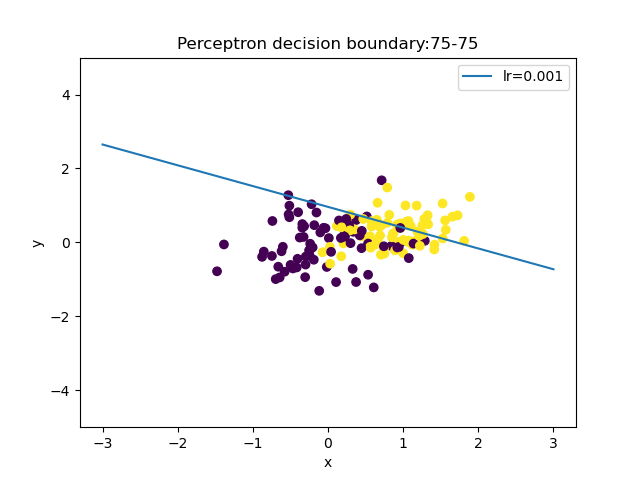 Perceptron decision boundary:75-75
lr=0.001
4
2
0
−2
−4
y
−3 −2 −1 0 1 2 3
x